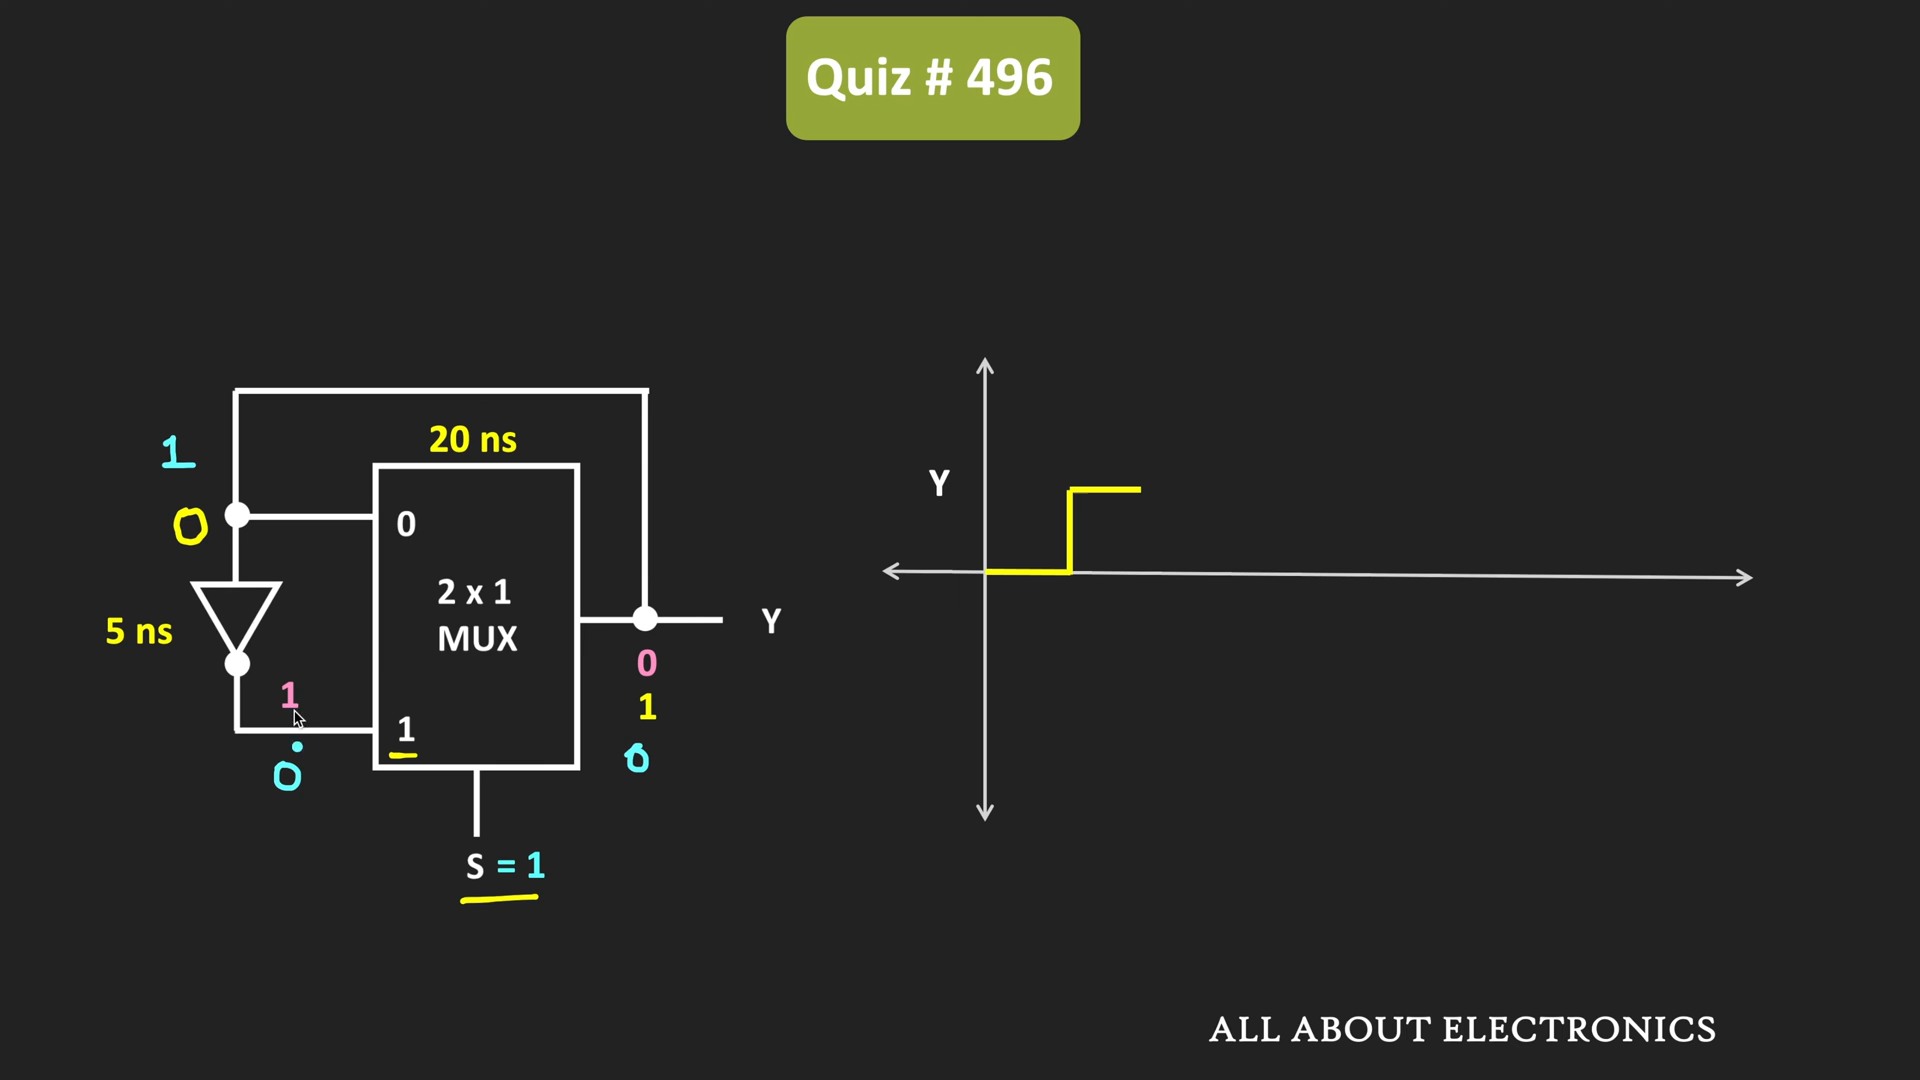 Quiz # 496
20 ns
1
0
0
2 x 1
MUX
5 ns
1
1
0
Y
0
1
0
S = 1
Y
ALL ABOUT ELECTRONICS